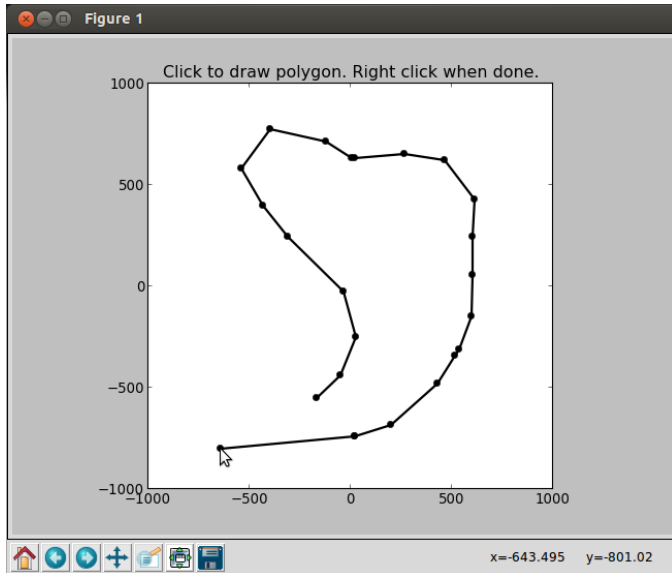 Figure 1
Click to draw polygon. Right click when done.
1000
500
0
−500
−1000
−1000 −500 0 500 1000
x=-643.495 y=-801.02